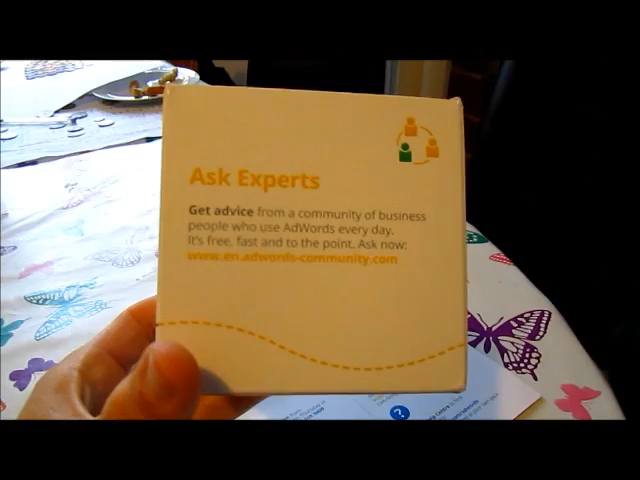 Ask Experts
Get advice from a community of business
people who use AdWords every day.
It's free, fast and to the point. Ask now:
www.en.adwords-community.com
?